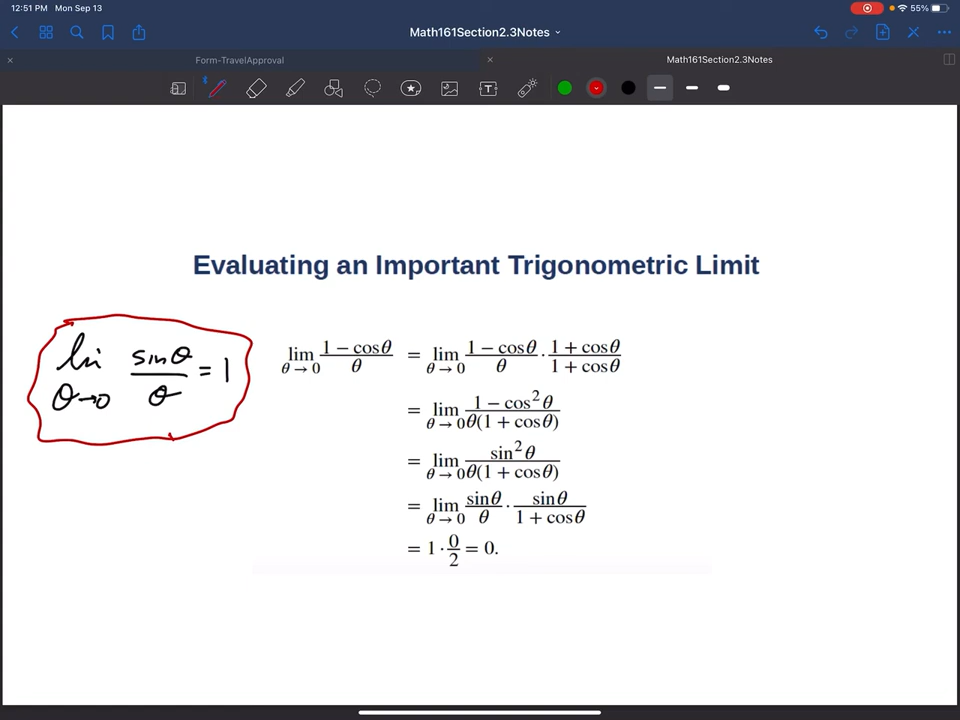 12:51 PM Mon Sep 13
55%
Math161Section2.3Notes
Form-TravelApproval
Math161Section2.3Notes
T
Evaluating an Important Trigonometric Limit
lim θ→0 sinθ/θ = 1
lim θ→0 (1 − cosθ)/θ = lim θ→0 (1 − cosθ)/θ · (1 + cosθ)/(1 + cosθ)
= lim θ→0 (1 − cos²θ)/(θ(1 + cosθ))
= lim θ→0 sin²θ/(θ(1 + cosθ))
= lim θ→0 sinθ/θ · sinθ/(1 + cosθ)
= 1 · 0/2 = 0.